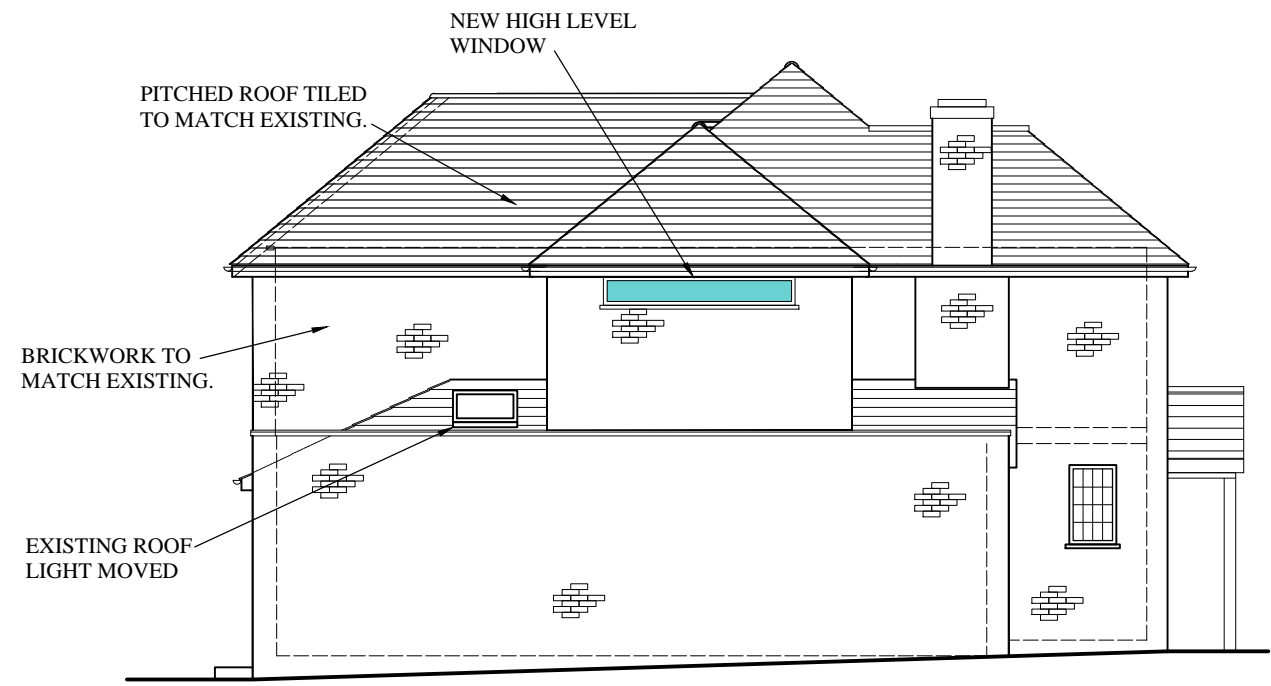 NEW HIGH LEVEL
WINDOW
PITCHED ROOF TILED
TO MATCH EXISTING.
BRICKWORK TO
MATCH EXISTING.
EXISTING ROOF
LIGHT MOVED